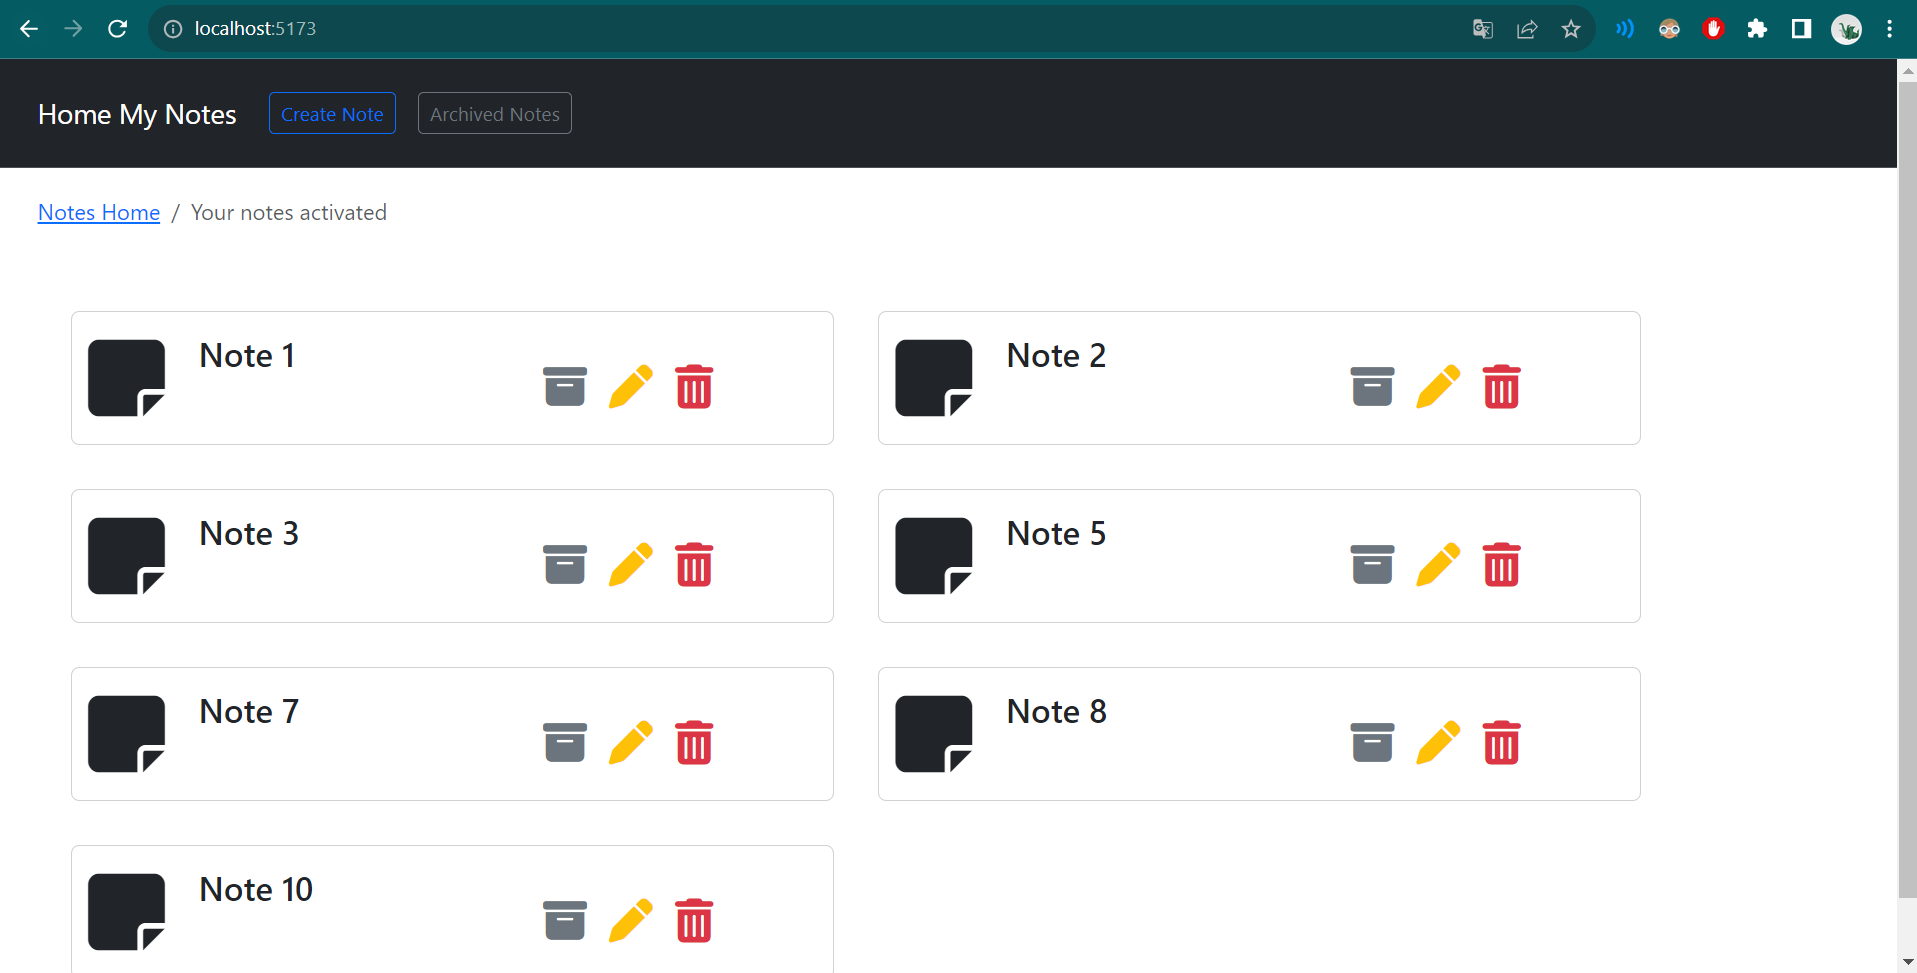 localhost:5173
Home My Notes Create Note Archived Notes
Notes Home / Your notes activated
Note 1
Note 2
Note 3
Note 5
Note 7
Note 8
Note 10